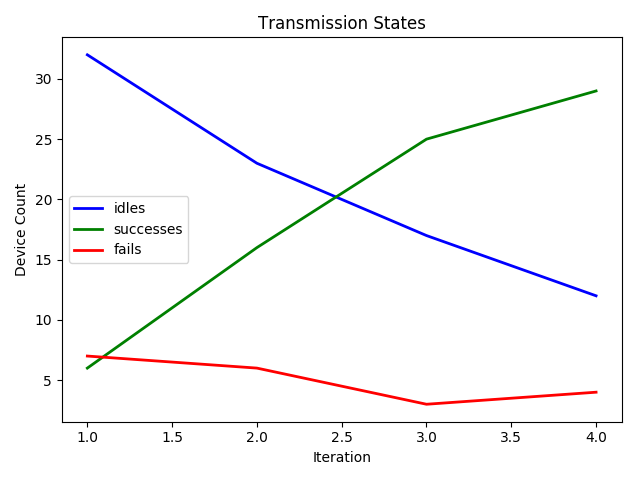 Transmission States
Device Count
30
25
20
15
10
5
idles
successes
fails
1.0 1.5 2.0 2.5 3.0 3.5 4.0
Iteration